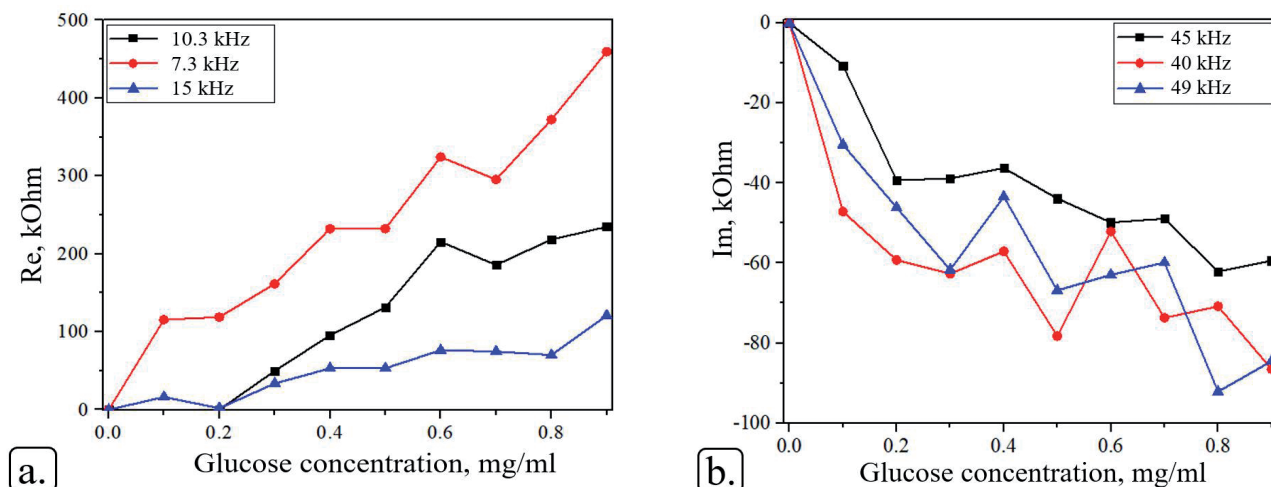 500
400
300
200
100
0
Re, kOhm
10.3 kHz
7.3 kHz
15 kHz
0.0 0.2 0.4 0.6 0.8
Glucose concentration, mg/ml
a.
0
-20
-40
-60
-80
-100
Im, kOhm
45 kHz
40 kHz
49 kHz
0.0 0.2 0.4 0.6 0.8
Glucose concentration, mg/ml
b.